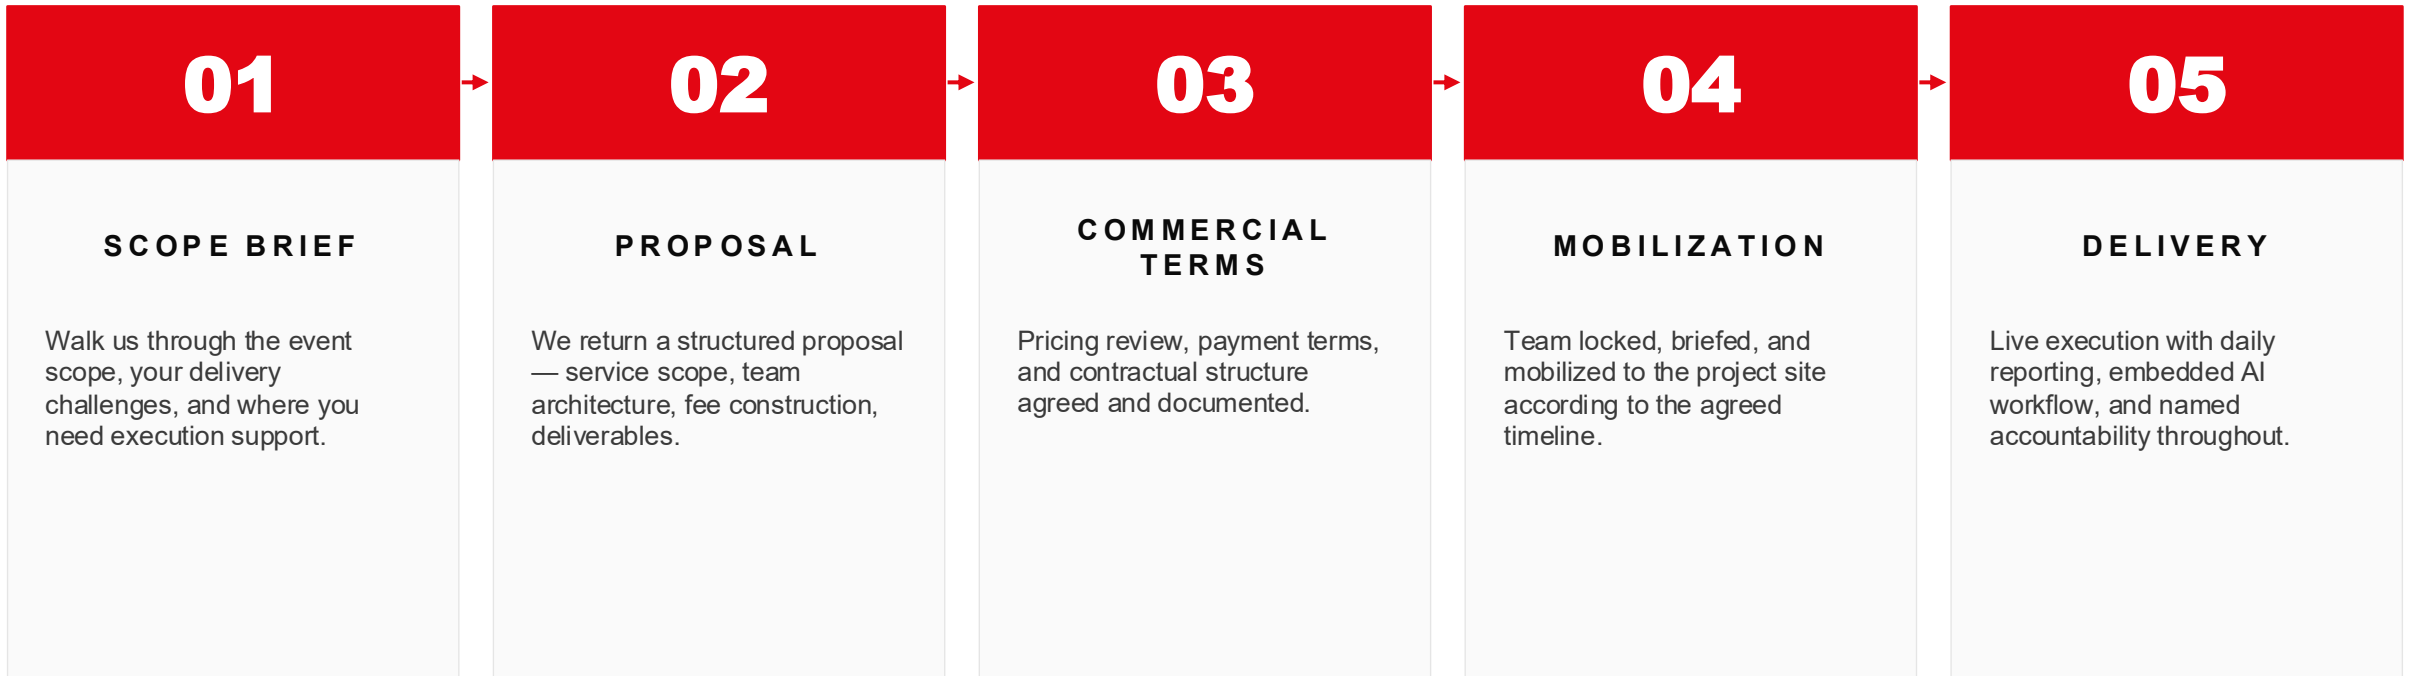 01
SCOPE BRIEF
Walk us through the event
scope, your delivery
challenges, and where you
need execution support.
02
PROPOSAL
We return a structured proposal
— service scope, team
architecture, fee construction,
deliverables.
03
COMMERCIAL
TERMS
Pricing review, payment terms,
and contractual structure
agreed and documented.
04
MOBILIZATION
Team locked, briefed, and
mobilized to the project site
according to the agreed
timeline.
05
DELIVERY
Live execution with daily
reporting, embedded AI
workflow, and named
accountability throughout.